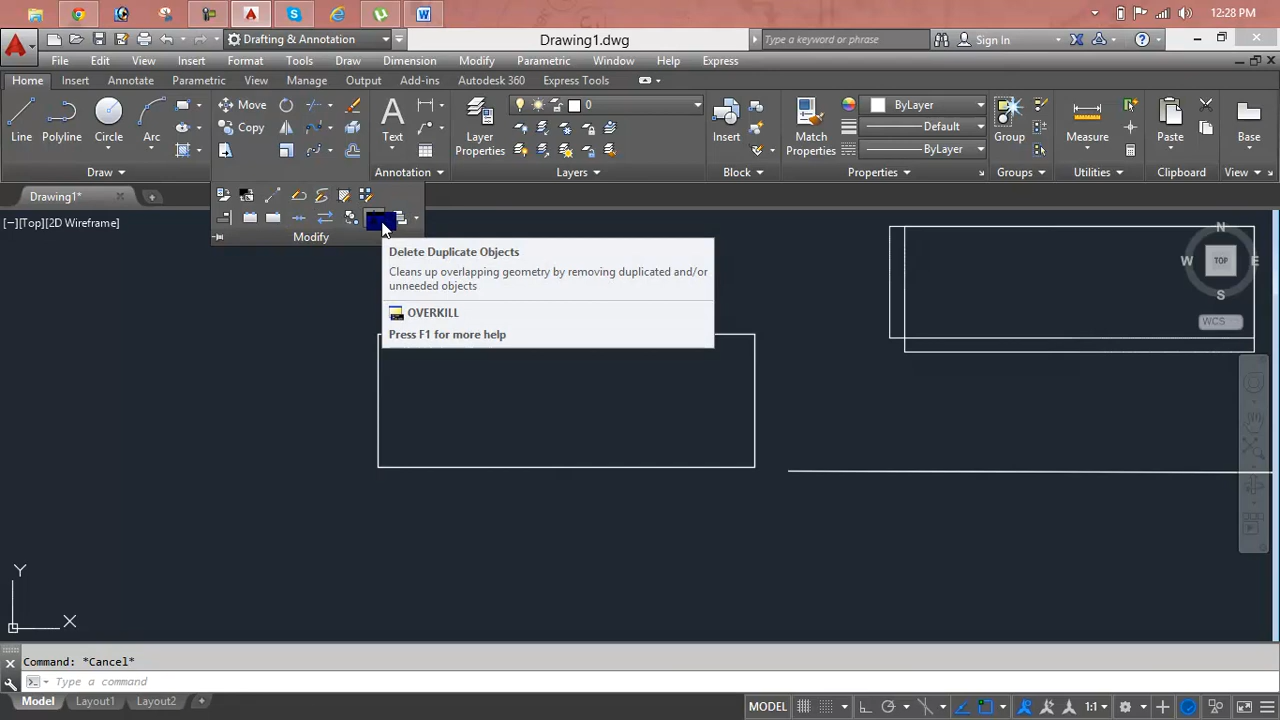 12:28 PM
Drafting & Annotation
Drawing1.dwg
Type a keyword or phrase
Sign In
File Edit View Insert Format Tools Draw Dimension Modify Parametric Window Help Express
Home Insert Annotate Parametric View Manage Output Add-ins Autodesk 360 Express Tools
Move
0
ByLayer
Copy
Default
Line Polyline Circle Arc Text Layer Properties Insert Match Properties ByLayer Group Measure Paste Base
Draw Annotation Layers Block Properties Groups Utilities Clipboard View
Drawing1*
[−][Top][2D Wireframe]
Modify
N
W TOP E
S
WCS
Delete Duplicate Objects
Cleans up overlapping geometry by removing duplicated and/or
unneeded objects
OVERKILL
Press F1 for more help
Y
X
Command: *Cancel*
Type a command
Model Layout1 Layout2
MODEL 1:1